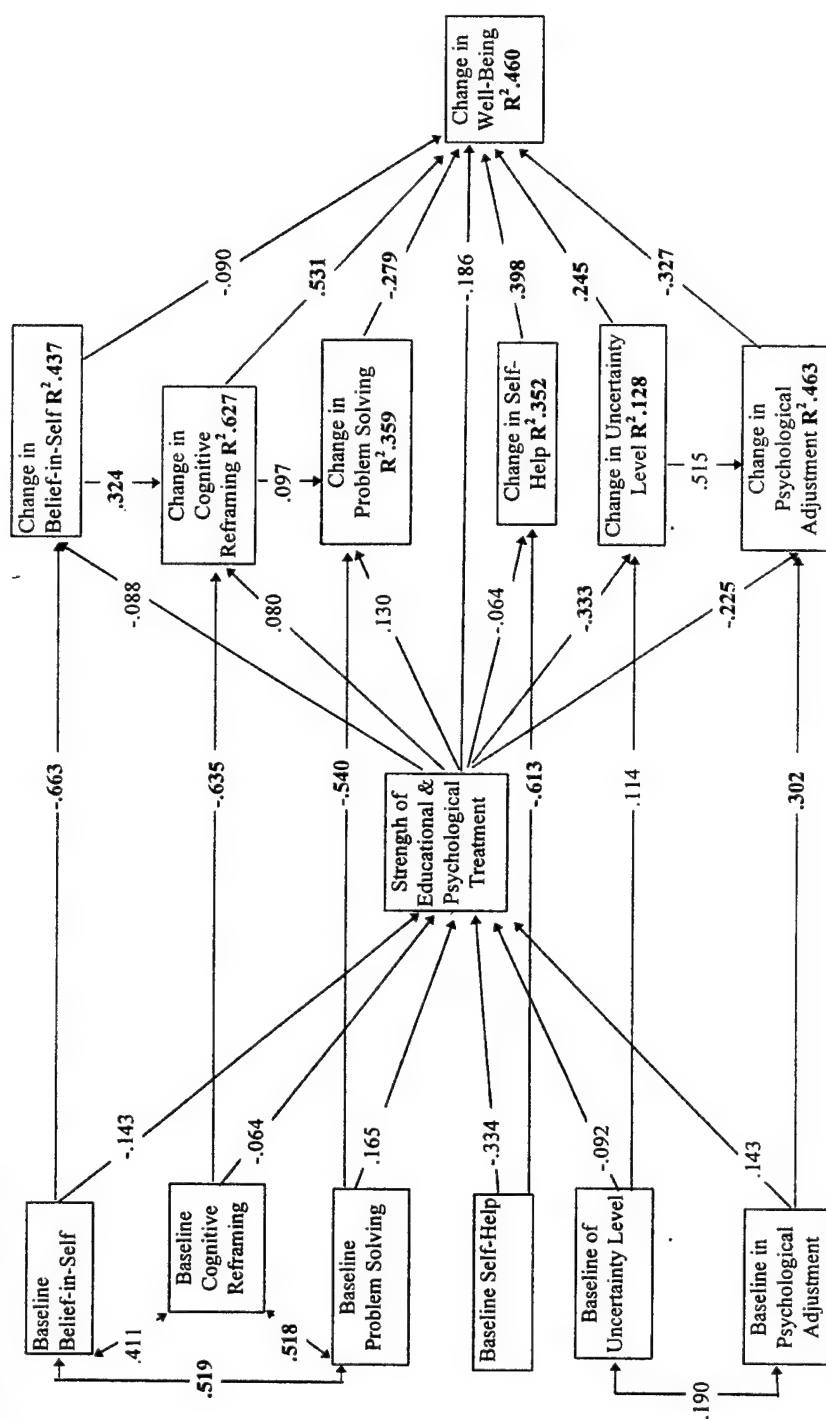 Baseline
Belief-in-Self
Baseline
Cognitive
Reframing
Baseline
Problem Solving
Baseline Self-Help
Baseline of
Uncertainty Level
Baseline in
Psychological
Adjustment
.411
.519
.518
.190
-.143
-.064
.165
-.334
-.092
.143
-.663
-.635
-.540
-.613
.114
.302
Strength of
Educational &
Psychological
Treatment
-.088
.080
.130
-.186
-.064
-.333
-.225
Change in
Belief-in-Self R².437
.324
Change in
Cognitive
Reframing R².627
.097
Change in
Problem Solving
R².359
Change in Self-
Help R².352
Change in Uncertainty
Level R².128
.515
Change in
Psychological
Adjustment R².463
-.090
.531
-.279
.398
.245
-.327
Change in
Well-Being
R².460